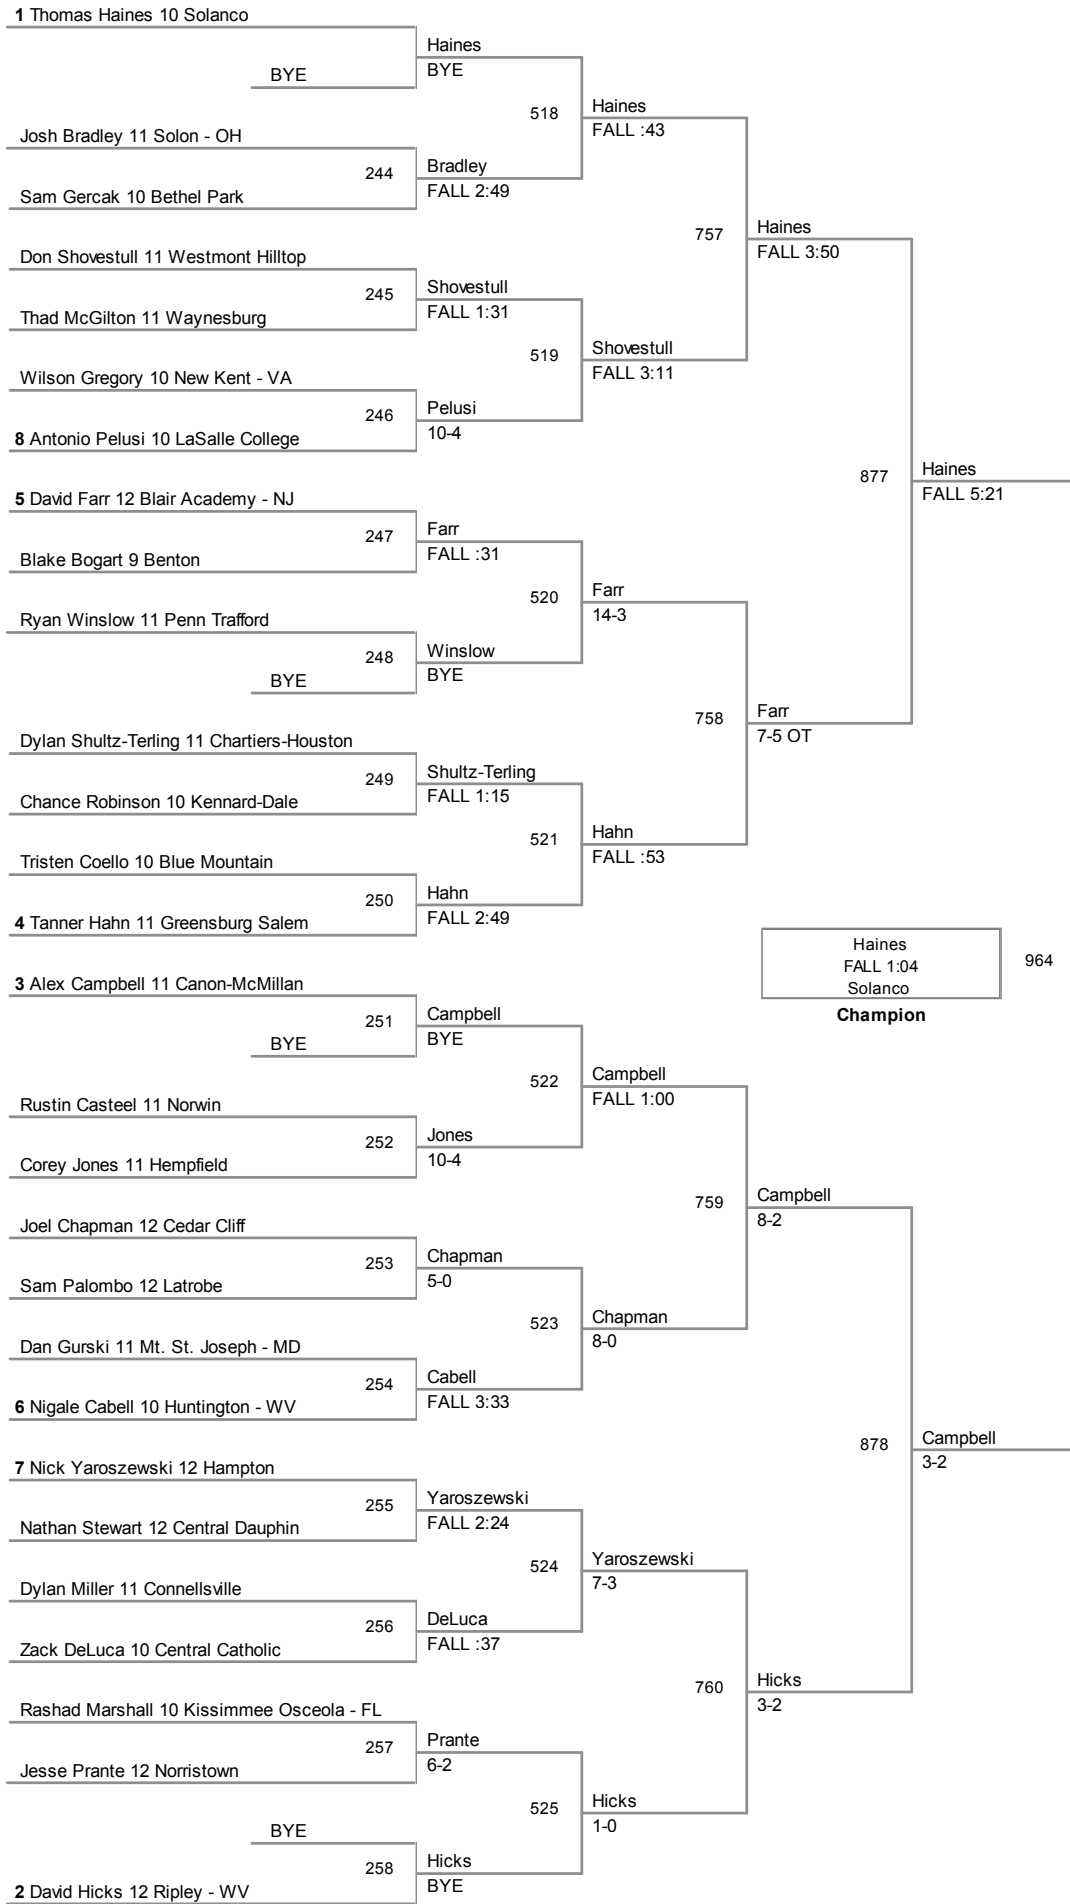 1 Thomas Haines 10 Solanco
Haines
BYE
BYE
518
Haines
FALL :43
Josh Bradley 11 Solon - OH
244
Bradley
FALL 2:49
Sam Gercak 10 Bethel Park
757
Haines
FALL 3:50
Don Shovestull 11 Westmont Hilltop
245
Shovestull
FALL 1:31
Thad McGilton 11 Waynesburg
519
Shovestull
FALL 3:11
Wilson Gregory 10 New Kent - VA
246
Pelusi
10-4
8 Antonio Pelusi 10 LaSalle College
877
Haines
FALL 5:21
5 David Farr 12 Blair Academy - NJ
247
Farr
FALL :31
Blake Bogart 9 Benton
520
Farr
14-3
Ryan Winslow 11 Penn Trafford
248
Winslow
BYE
BYE
758
Farr
7-5 OT
Dylan Shultz-Terling 11 Chartiers-Houston
249
Shultz-Terling
FALL 1:15
Chance Robinson 10 Kennard-Dale
521
Hahn
FALL :53
Tristen Coello 10 Blue Mountain
250
Hahn
FALL 2:49
4 Tanner Hahn 11 Greensburg Salem
Haines
FALL 1:04
Solanco
964
Champion
3 Alex Campbell 11 Canon-McMillan
251
Campbell
BYE
BYE
522
Campbell
FALL 1:00
Rustin Casteel 11 Norwin
252
Jones
10-4
Corey Jones 11 Hempfield
759
Campbell
8-2
Joel Chapman 12 Cedar Cliff
253
Chapman
5-0
Sam Palombo 12 Latrobe
523
Chapman
8-0
Dan Gurski 11 Mt. St. Joseph - MD
254
Cabell
FALL 3:33
6 Nigale Cabell 10 Huntington - WV
878
Campbell
3-2
7 Nick Yaroszewski 12 Hampton
255
Yaroszewski
FALL 2:24
Nathan Stewart 12 Central Dauphin
524
Yaroszewski
7-3
Dylan Miller 11 Connellsville
256
DeLuca
FALL :37
Zack DeLuca 10 Central Catholic
760
Hicks
3-2
Rashad Marshall 10 Kissimmee Osceola - FL
257
Prante
6-2
Jesse Prante 12 Norristown
525
Hicks
1-0
BYE
258
Hicks
BYE
2 David Hicks 12 Ripley - WV